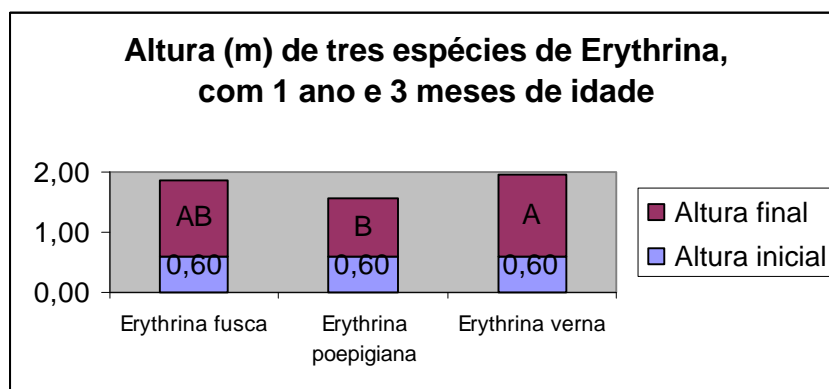 Altura (m) de tres espécies de Erythrina,
com 1 ano e 3 meses de idade
2,00
1,00
0,00
AB
B
A
0,60
0,60
0,60
Erythrina fusca
Erythrina
poepigiana
Erythrina verna
Altura final
Altura inicial